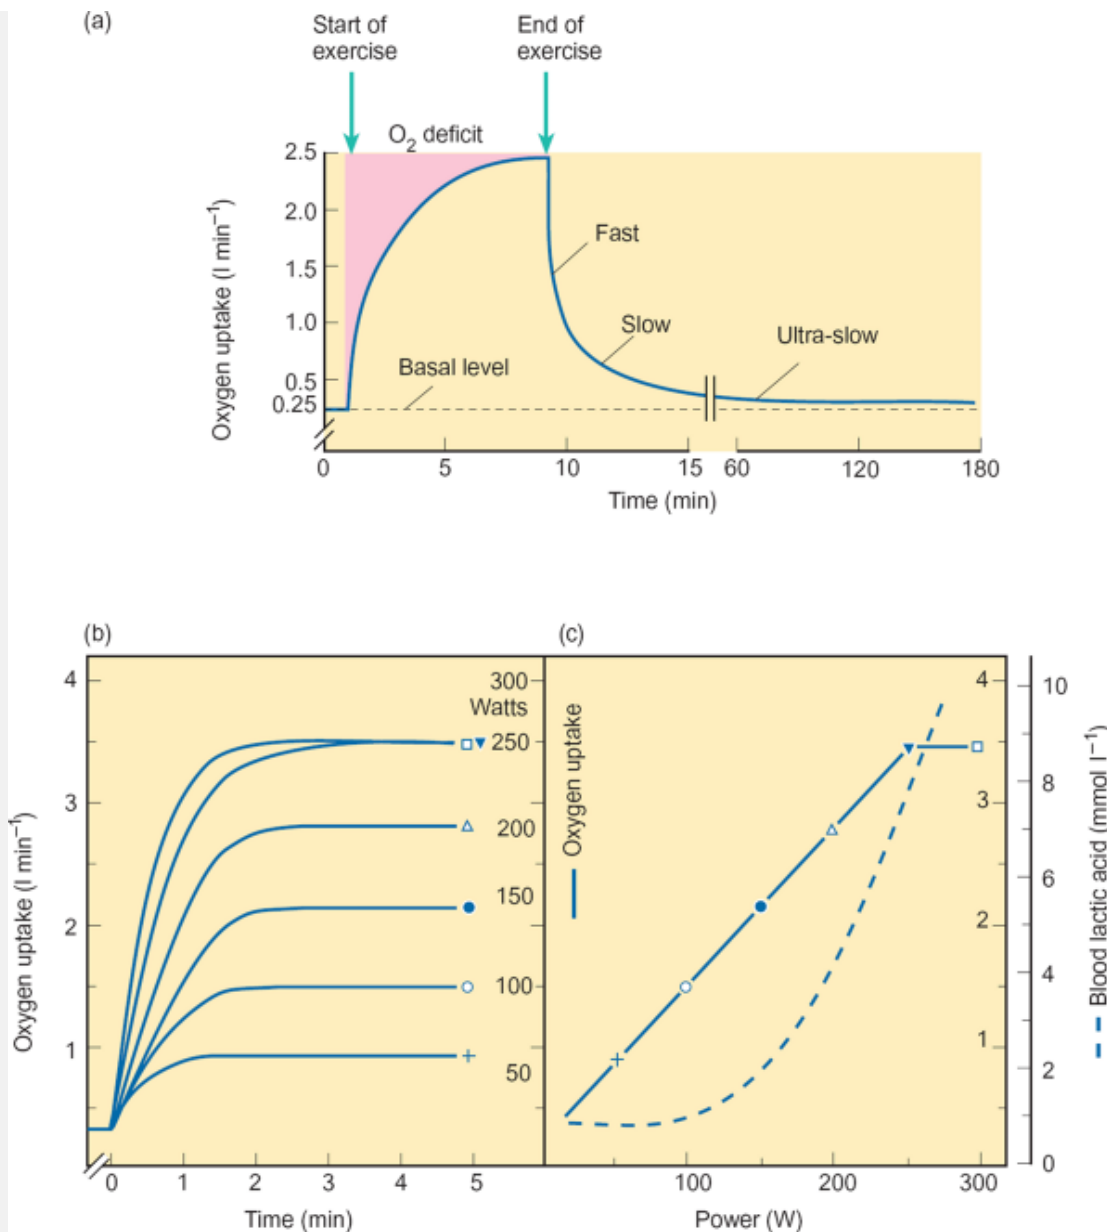 (a)
Start of
exercise
End of
exercise
O2 deficit
2.5
2.0
1.5
1.0
0.5
0.25
Oxygen uptake (l min–1)
Fast
Slow
Ultra-slow
Basal level
0 5 10 15 60 120 180
Time (min)
(b)
(c)
4
3
2
1
Oxygen uptake (l min–1)
300
Watts
250
200
150
100
50
0 1 2 3 4 5
Time (min)
Oxygen uptake
4
3
2
1
100 200 300
Power (W)
10
8
6
4
2
0
Blood lactic acid (mmol l–1)